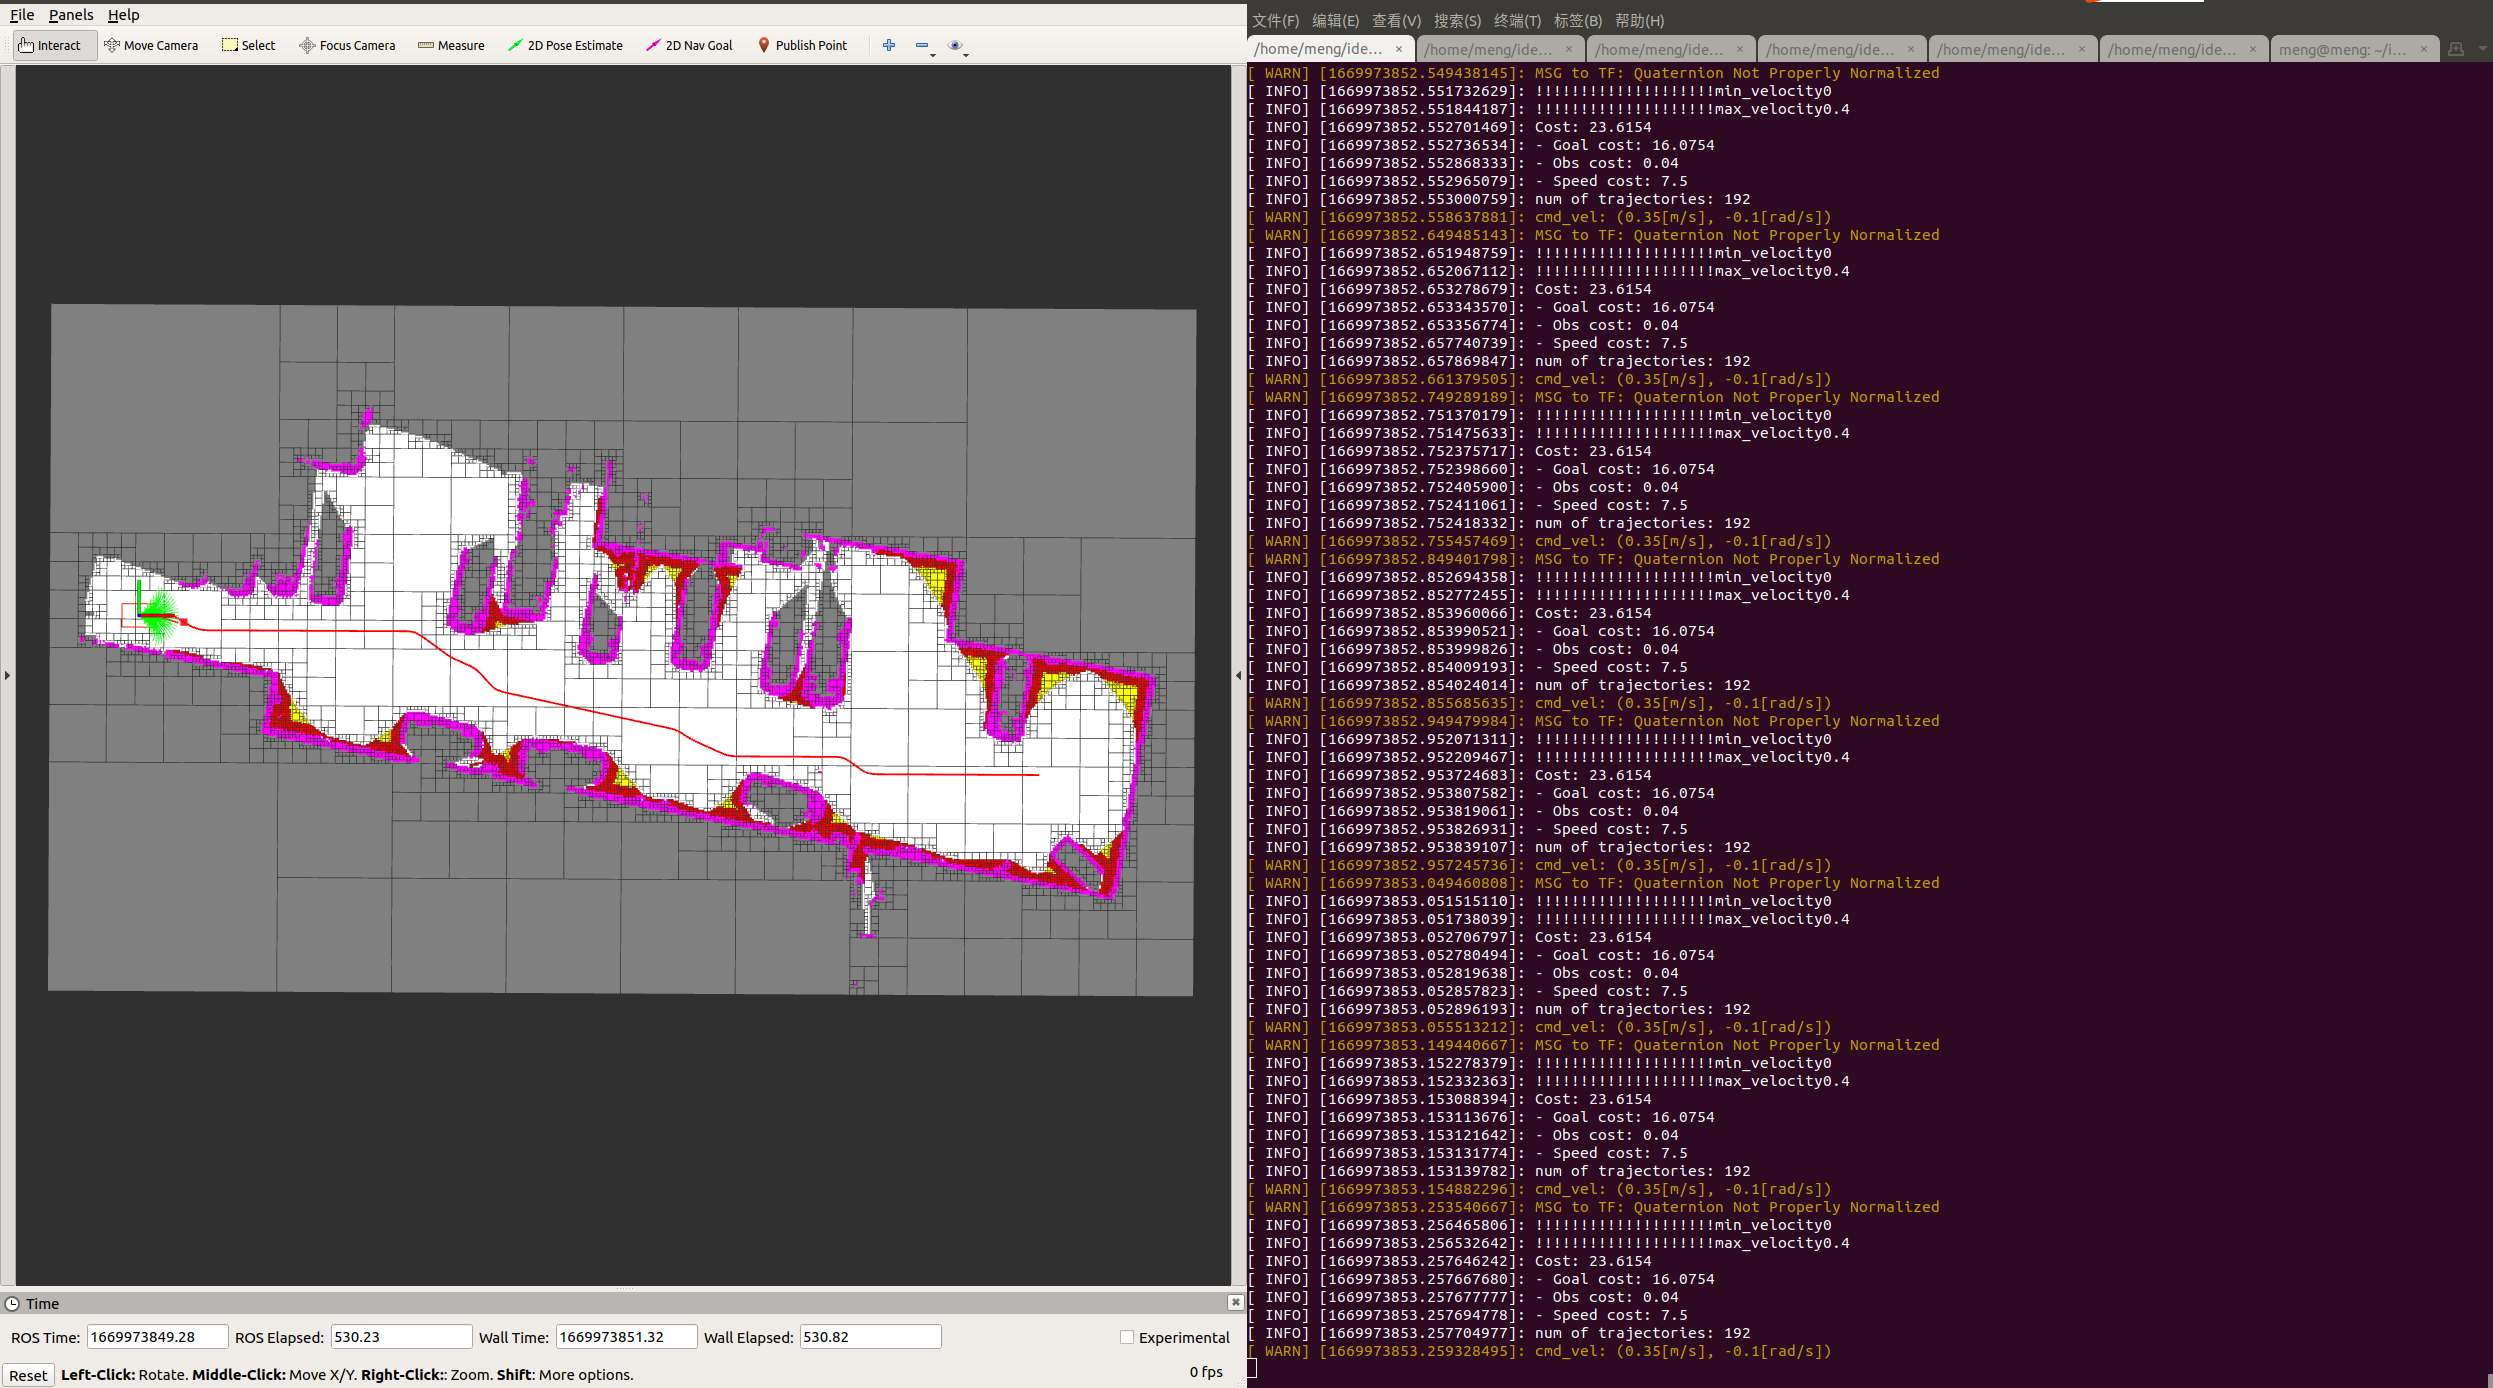 File Panels Help
Interact Move Camera Select Focus Camera Measure 2D Pose Estimate 2D Nav Goal Publish Point
Time
ROS Time: 1669973849.28 ROS Elapsed: 530.23 Wall Time: 1669973851.32 Wall Elapsed: 530.82 Experimental
Reset Left-Click: Rotate. Middle-Click: Move X/Y. Right-Click:: Zoom. Shift: More options. 0 fps
文件(F) 编辑(E) 查看(V) 搜索(S) 终端(T) 标签(B) 帮助(H)
/home/meng/ide... × /home/meng/ide... × /home/meng/ide... × /home/meng/ide... × /home/meng/ide... × /home/meng/ide... × meng@meng: ~/i... ×
[ WARN] [1669973852.549438145]: MSG to TF: Quaternion Not Properly Normalized
[ INFO] [1669973852.551732629]: !!!!!!!!!!!!!!!!!!!!min_velocity0
[ INFO] [1669973852.551844187]: !!!!!!!!!!!!!!!!!!!!max_velocity0.4
[ INFO] [1669973852.552701469]: Cost: 23.6154
[ INFO] [1669973852.552736534]: - Goal cost: 16.0754
[ INFO] [1669973852.552868333]: - Obs cost: 0.04
[ INFO] [1669973852.552965079]: - Speed cost: 7.5
[ INFO] [1669973852.553000759]: num of trajectories: 192
[ WARN] [1669973852.558637881]: cmd_vel: (0.35[m/s], -0.1[rad/s])
[ WARN] [1669973852.649485143]: MSG to TF: Quaternion Not Properly Normalized
[ INFO] [1669973852.651948759]: !!!!!!!!!!!!!!!!!!!!min_velocity0
[ INFO] [1669973852.652067112]: !!!!!!!!!!!!!!!!!!!!max_velocity0.4
[ INFO] [1669973852.653278679]: Cost: 23.6154
[ INFO] [1669973852.653343570]: - Goal cost: 16.0754
[ INFO] [1669973852.653356774]: - Obs cost: 0.04
[ INFO] [1669973852.657740739]: - Speed cost: 7.5
[ INFO] [1669973852.657869847]: num of trajectories: 192
[ WARN] [1669973852.661379505]: cmd_vel: (0.35[m/s], -0.1[rad/s])
[ WARN] [1669973852.749289189]: MSG to TF: Quaternion Not Properly Normalized
[ INFO] [1669973852.751370179]: !!!!!!!!!!!!!!!!!!!!min_velocity0
[ INFO] [1669973852.751475633]: !!!!!!!!!!!!!!!!!!!!max_velocity0.4
[ INFO] [1669973852.752375717]: Cost: 23.6154
[ INFO] [1669973852.752398660]: - Goal cost: 16.0754
[ INFO] [1669973852.752405900]: - Obs cost: 0.04
[ INFO] [1669973852.752411061]: - Speed cost: 7.5
[ INFO] [1669973852.752418332]: num of trajectories: 192
[ WARN] [1669973852.755457469]: cmd_vel: (0.35[m/s], -0.1[rad/s])
[ WARN] [1669973852.849401798]: MSG to TF: Quaternion Not Properly Normalized
[ INFO] [1669973852.852694358]: !!!!!!!!!!!!!!!!!!!!min_velocity0
[ INFO] [1669973852.852772455]: !!!!!!!!!!!!!!!!!!!!max_velocity0.4
[ INFO] [1669973852.853960066]: Cost: 23.6154
[ INFO] [1669973852.853990521]: - Goal cost: 16.0754
[ INFO] [1669973852.853999826]: - Obs cost: 0.04
[ INFO] [1669973852.854009193]: - Speed cost: 7.5
[ INFO] [1669973852.854024014]: num of trajectories: 192
[ WARN] [1669973852.855685635]: cmd_vel: (0.35[m/s], -0.1[rad/s])
[ WARN] [1669973852.949479984]: MSG to TF: Quaternion Not Properly Normalized
[ INFO] [1669973852.952071311]: !!!!!!!!!!!!!!!!!!!!min_velocity0
[ INFO] [1669973852.952209467]: !!!!!!!!!!!!!!!!!!!!max_velocity0.4
[ INFO] [1669973852.953724683]: Cost: 23.6154
[ INFO] [1669973852.953807582]: - Goal cost: 16.0754
[ INFO] [1669973852.953819061]: - Obs cost: 0.04
[ INFO] [1669973852.953826931]: - Speed cost: 7.5
[ INFO] [1669973852.953839107]: num of trajectories: 192
[ WARN] [1669973852.957245736]: cmd_vel: (0.35[m/s], -0.1[rad/s])
[ WARN] [1669973853.049460808]: MSG to TF: Quaternion Not Properly Normalized
[ INFO] [1669973853.051515110]: !!!!!!!!!!!!!!!!!!!!min_velocity0
[ INFO] [1669973853.051738039]: !!!!!!!!!!!!!!!!!!!!max_velocity0.4
[ INFO] [1669973853.052706797]: Cost: 23.6154
[ INFO] [1669973853.052780494]: - Goal cost: 16.0754
[ INFO] [1669973853.052819638]: - Obs cost: 0.04
[ INFO] [1669973853.052857823]: - Speed cost: 7.5
[ INFO] [1669973853.052896193]: num of trajectories: 192
[ WARN] [1669973853.055513212]: cmd_vel: (0.35[m/s], -0.1[rad/s])
[ WARN] [1669973853.149440667]: MSG to TF: Quaternion Not Properly Normalized
[ INFO] [1669973853.152278379]: !!!!!!!!!!!!!!!!!!!!min_velocity0
[ INFO] [1669973853.152332363]: !!!!!!!!!!!!!!!!!!!!max_velocity0.4
[ INFO] [1669973853.153088394]: Cost: 23.6154
[ INFO] [1669973853.153113676]: - Goal cost: 16.0754
[ INFO] [1669973853.153121642]: - Obs cost: 0.04
[ INFO] [1669973853.153131774]: - Speed cost: 7.5
[ INFO] [1669973853.153139782]: num of trajectories: 192
[ WARN] [1669973853.154882296]: cmd_vel: (0.35[m/s], -0.1[rad/s])
[ WARN] [1669973853.253540667]: MSG to TF: Quaternion Not Properly Normalized
[ INFO] [1669973853.256465806]: !!!!!!!!!!!!!!!!!!!!min_velocity0
[ INFO] [1669973853.256532642]: !!!!!!!!!!!!!!!!!!!!max_velocity0.4
[ INFO] [1669973853.257646242]: Cost: 23.6154
[ INFO] [1669973853.257667680]: - Goal cost: 16.0754
[ INFO] [1669973853.257677777]: - Obs cost: 0.04
[ INFO] [1669973853.257694778]: - Speed cost: 7.5
[ INFO] [1669973853.257704977]: num of trajectories: 192
[ WARN] [1669973853.259328495]: cmd_vel: (0.35[m/s], -0.1[rad/s])